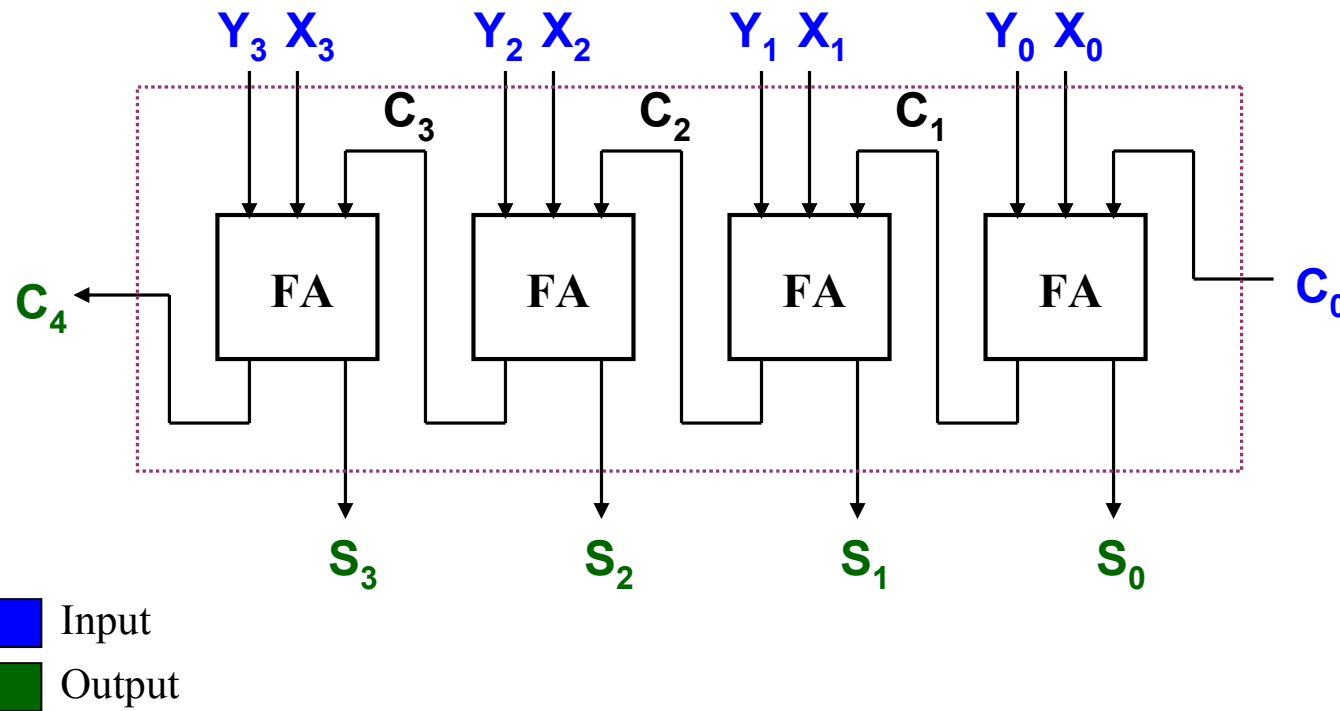 Y3 X3 Y2 X2 Y1 X1 Y0 X0
C3 C2 C1
FA FA FA FA
C4 C0
S3 S2 S1 S0
Input
Output